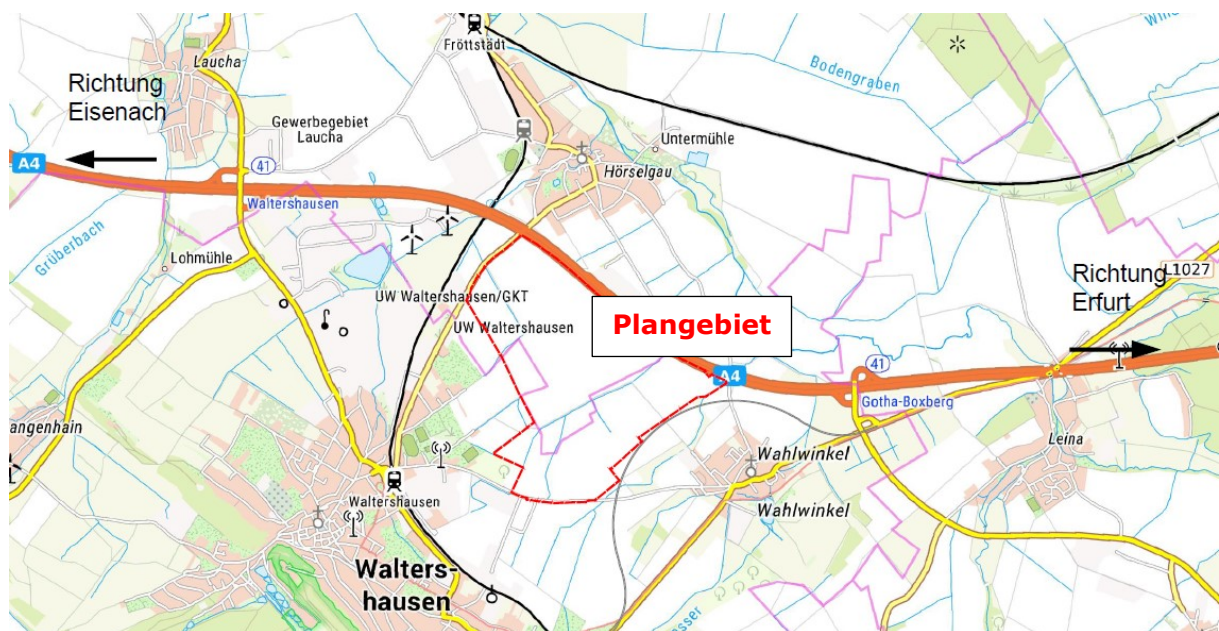 Fröttstädt
Laucha
Richtung
Eisenach
Bodengraben
Gewerbegebiet
Laucha
Untermühle
A4
41
Hörselgau
Waltershausen
Grüberbach
Lohmühle
L1027
Richtung
Erfurt
UW Waltershausen/GKT
UW Waltershausen
Plangebiet
A4
41
Gotha-Boxberg
angenhain
Wahlwinkel
Leina
Waltershausen
Wahlwinkel
Walters-
hausen